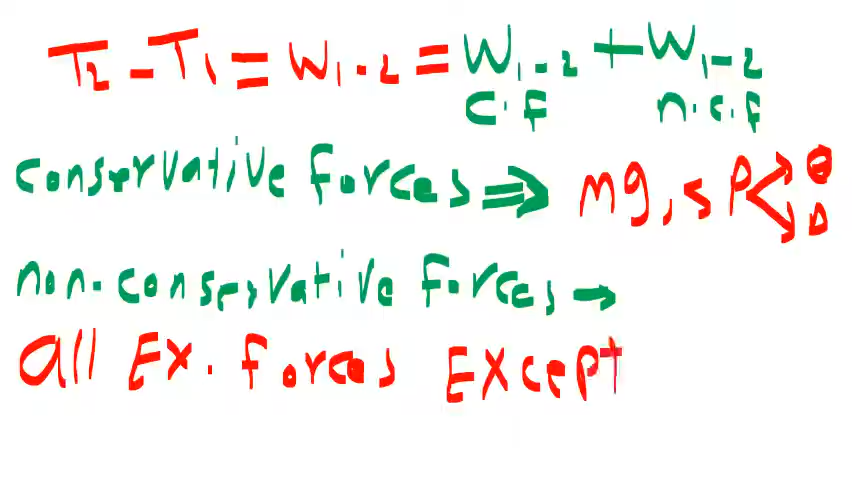 T2 - T1 = W1-2 = W1-2 + W1-2
c.f n.c.f
conservative forces ⇒ mg, sp < θ Δ
non-conservative forces →
all Ex. forces Except